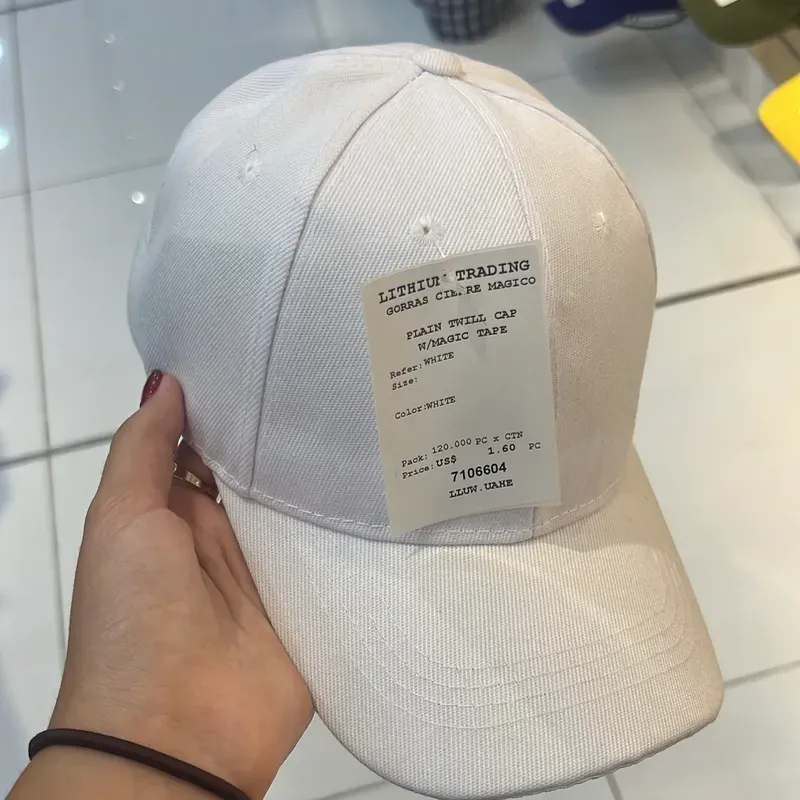 LITHIUM TRADING
GORRAS CIERRE MAGICO
PLAIN TWILL CAP
W/MAGIC TAPE
Refer:WHITE
Size:
Color:WHITE
Pack: 120.000 PC x CTN
Price: US$ 1.60 PC
7106604
LLUW.UAHE